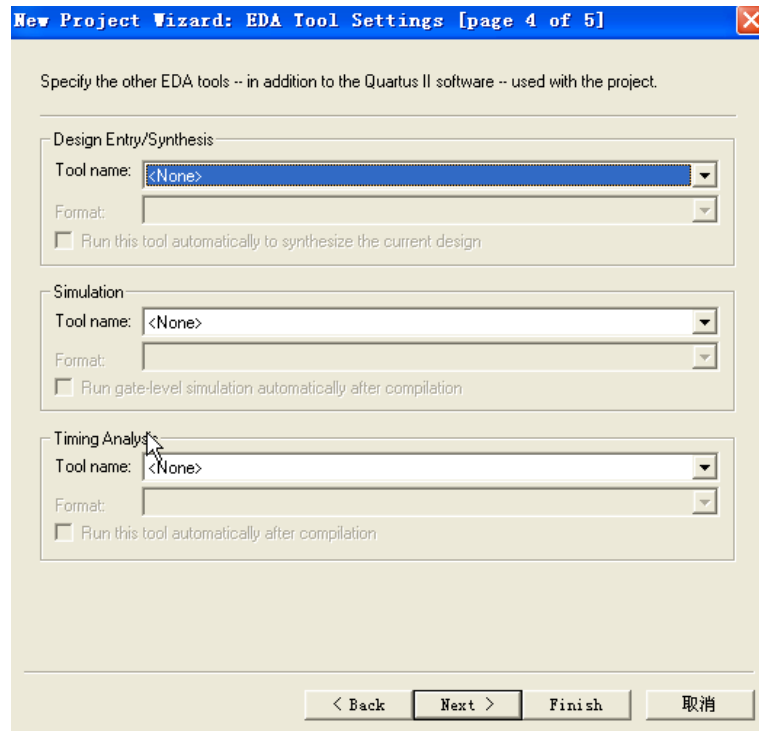 New Project Wizard: EDA Tool Settings [page 4 of 5]
Specify the other EDA tools -- in addition to the Quartus II software -- used with the project.
Design Entry/Synthesis
Tool name: <None>
Format:
Run this tool automatically to synthesize the current design
Simulation
Tool name: <None>
Format:
Run gate-level simulation automatically after compilation
Timing Analysis
Tool name: <None>
Format:
Run this tool automatically after compilation
< Back Next > Finish 取消